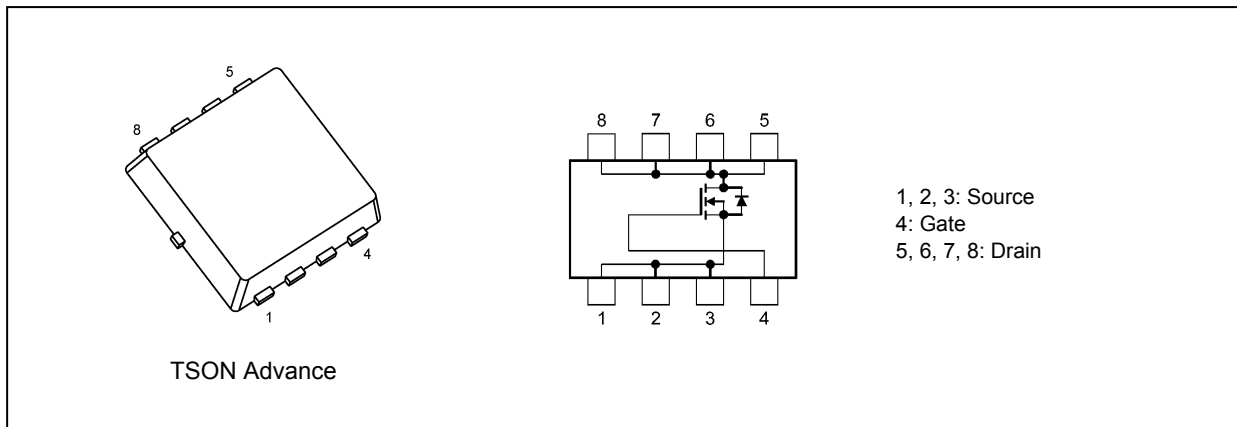 5
8
4
1
TSON Advance
8 7 6 5
1 2 3 4
1, 2, 3: Source
4: Gate
5, 6, 7, 8: Drain